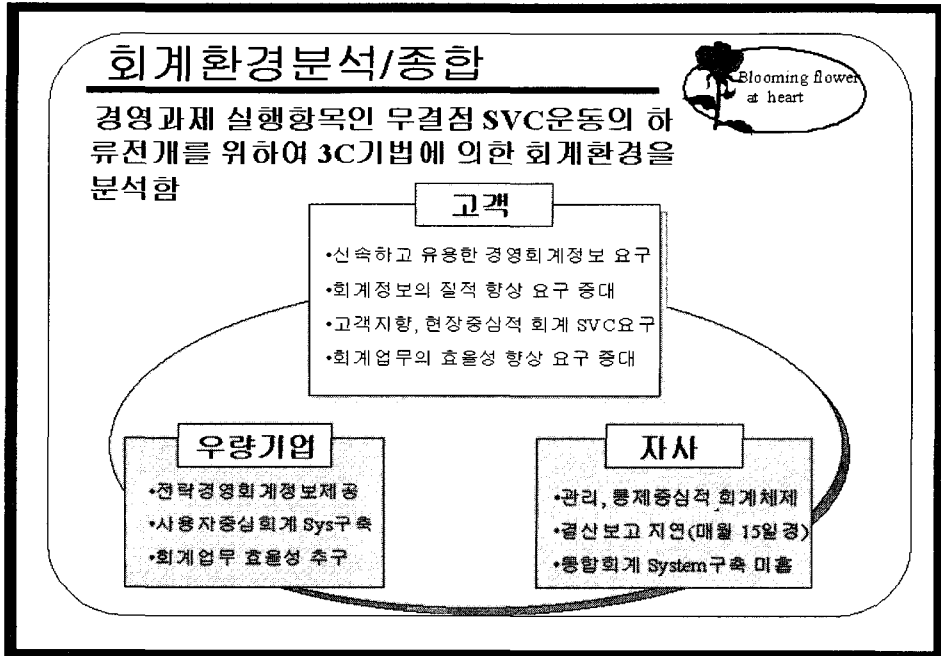 회계환경분석/종합
Blooming flower
at heart
경영과제 실행항목인 무결점 SVC운동의 하
류전개를 위하여 3C기법에 의한 회계환경을
분석함
고객
•신속하고 유용한 경영회계정보 요구
•회계정보의 질적 향상 요구 증대
•고객지향, 현장중심적 회계 SVC요구
•회계업무의 효율성 향상 요구 증대
우량기업
•전략경영회계정보제공
•사용자중심회계 Sys구축
•회계업무 효율성 추구
자사
•관리, 통제중심적 회계체제
•결산보고 지연(매월 15일경)
•통합회계 System구축 미흡